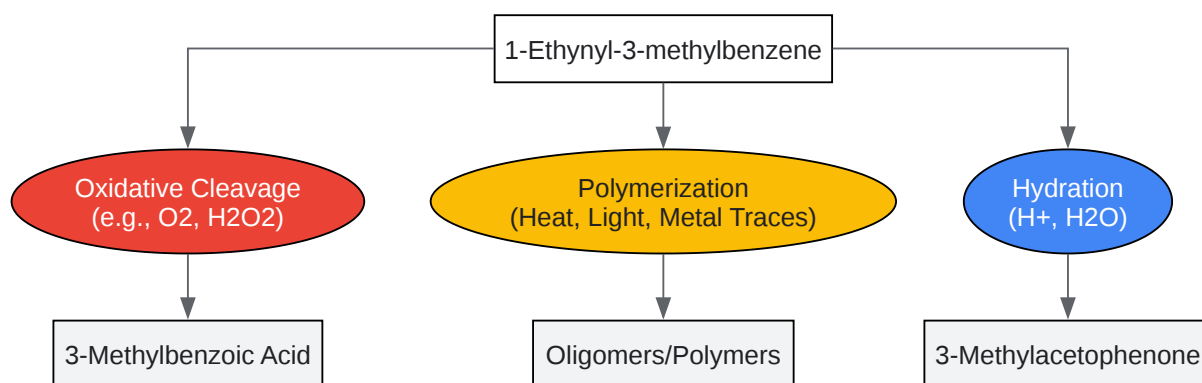 1-Ethynyl-3-methylbenzene
Oxidative Cleavage
(e.g., O2, H2O2)
Polymerization
(Heat, Light, Metal Traces)
Hydration
(H+, H2O)
3-Methylbenzoic Acid
Oligomers/Polymers
3-Methylacetophenone